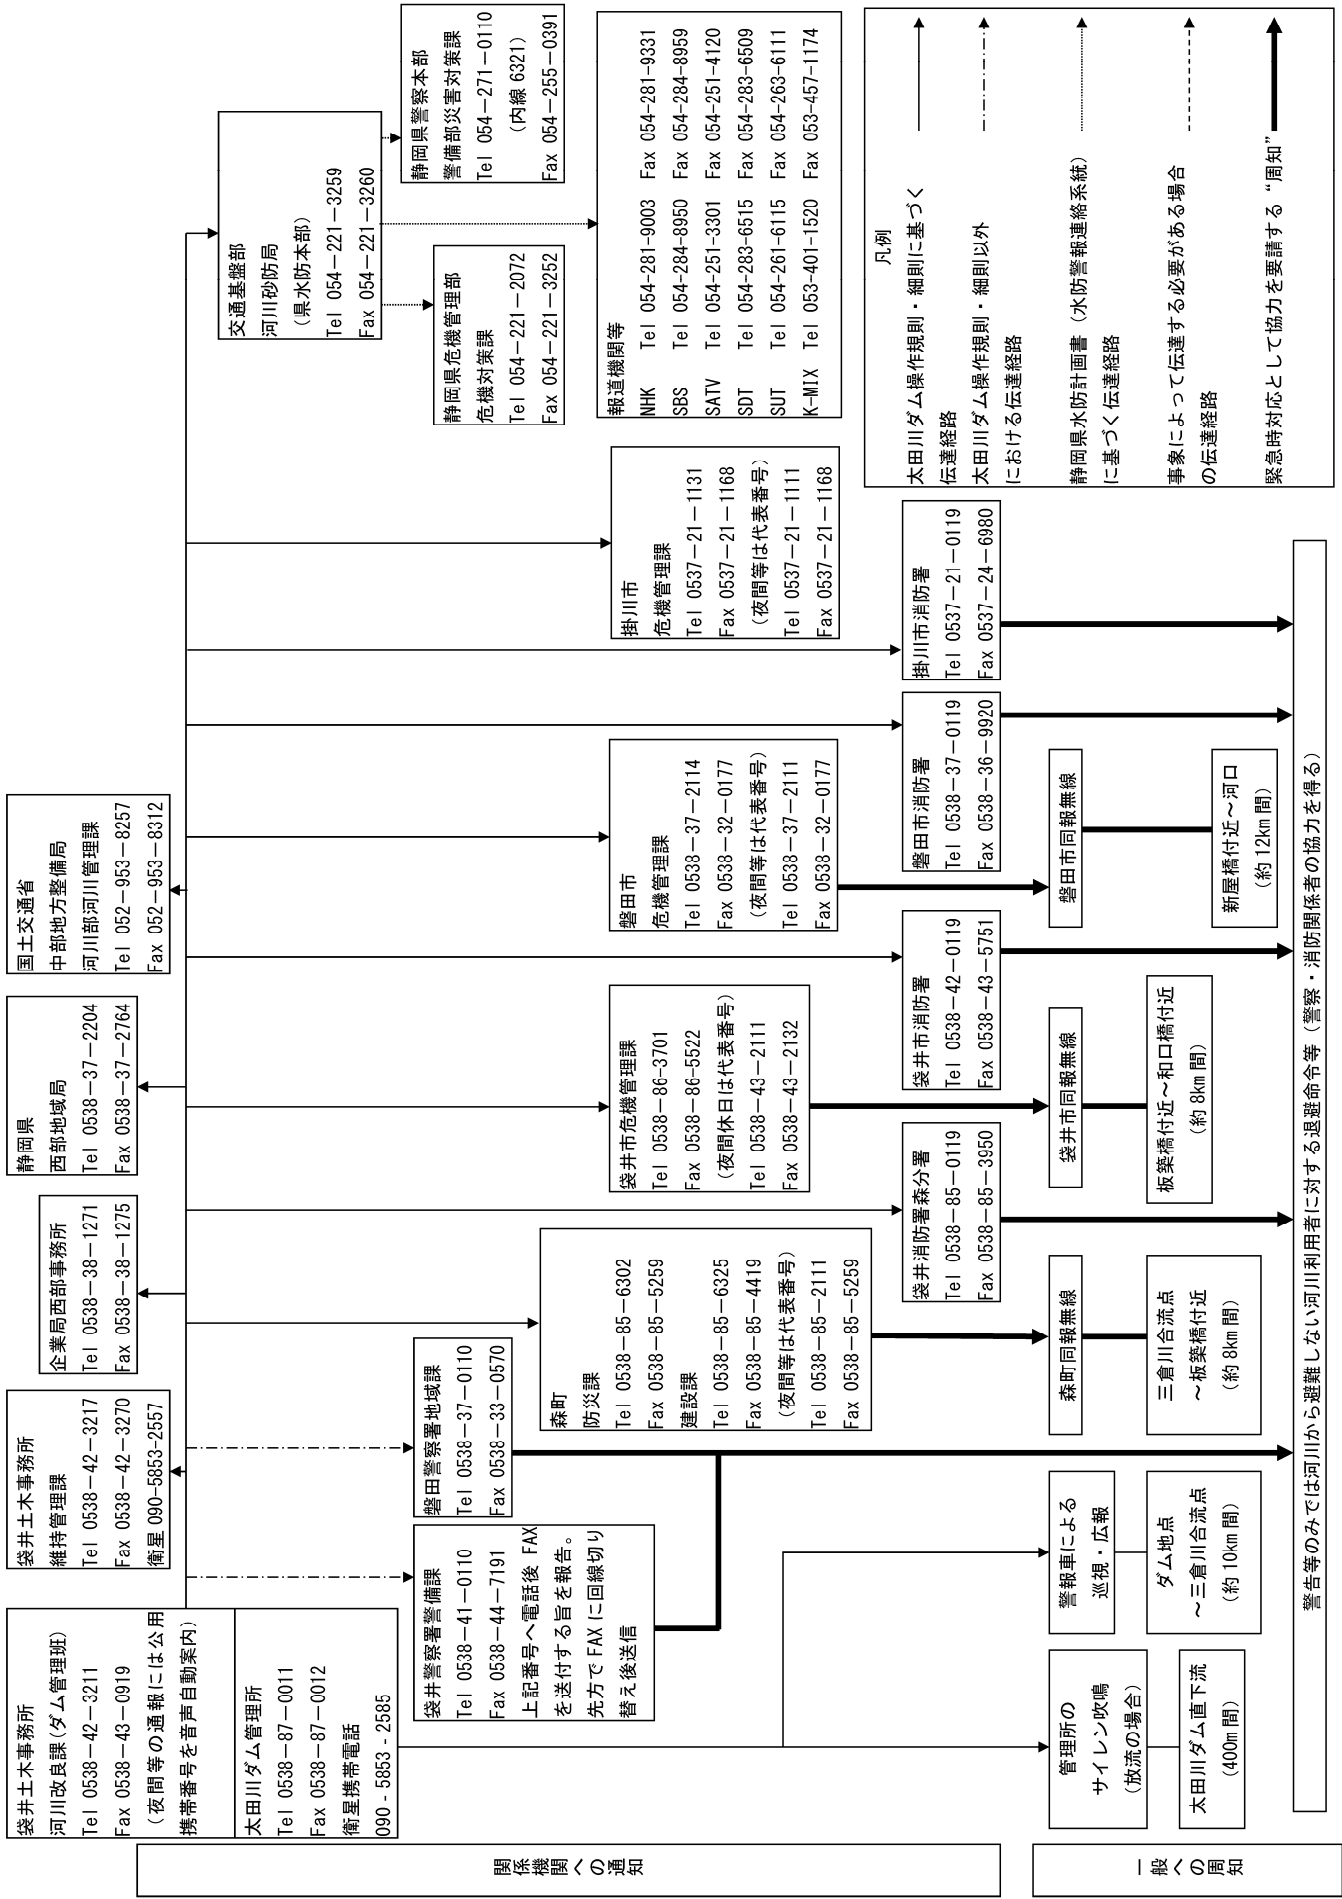 関係機関への通知
一般への周知
袋井土木事務所
河川改良課(ダム管理班)
Tel 0538－42－3211
Fax 0538－43－0919
（夜間等の通報には公用
携帯番号を音声自動案内）
太田川ダム管理所
Tel 0538－87－0011
Fax 0538－87－0012
衛星携帯電話
090‐5853‐2585
袋井土木事務所
維持管理課
Tel 0538－42－3217
Fax 0538－42－3270
衛星 090-5853-2557
企業局西部事務所
Tel 0538－38－1271
Fax 0538－38－1275
静岡県
西部地域局
Tel 0538－37－2204
Fax 0538－37－2764
国土交通省
中部地方整備局
河川部河川管理課
Tel 052－953－8257
Fax 052－953－8312
交通基盤部
河川砂防局
（県水防本部）
Tel 054－221－3259
Fax 054－221－3260
静岡県警察本部
警備部災害対策課
Tel 054－271－0110
（内線 6321）
Fax 054－255－0391
静岡県危機管理部
危機対策課
Tel 054－221－2072
Fax 054－221－3252
報道機関等
NHK Tel 054-281-9003 Fax 054-281-9331
SBS Tel 054-284-8950 Fax 054-284-8959
SATV Tel 054-251-3301 Fax 054-251-4120
SDT Tel 054-283-6515 Fax 054-283-6509
SUT Tel 054-261-6115 Fax 054-263-6111
K-MIX Tel 053-401-1520 Fax 053-457-1174
袋井警察署警備課
Tel 0538－41－0110
Fax 0538－44－7191
上記番号へ電話後 FAX
を送付する旨を報告。
先方で FAX に回線切り
替え後送信
磐田警察署地域課
Tel 0538－37－0110
Fax 0538－33－0570
森町
防災課
Tel 0538－85－6302
Fax 0538－85－5259
建設課
Tel 0538－85－6325
Fax 0538－85－4419
（夜間等は代表番号）
Tel 0538－85－2111
Fax 0538－85－5259
袋井市危機管理課
Tel 0538－86-3701
Fax 0538－86-5522
（夜間休日は代表番号）
Tel 0538－43－2111
Fax 0538－43－2132
磐田市
危機管理課
Tel 0538－37－2114
Fax 0538－32－0177
（夜間等は代表番号）
Tel 0538－37－2111
Fax 0538－32－0177
掛川市
危機管理課
Tel 0537－21－1131
Fax 0537－21－1168
（夜間等は代表番号）
Tel 0537－21－1111
Fax 0537－21－1168
袋井消防署森分署
Tel 0538－85－0119
Fax 0538－85－3950
袋井市消防署
Tel 0538－42－0119
Fax 0538－43－5751
磐田市消防署
Tel 0538－37－0119
Fax 0538－36－9920
掛川市消防署
Tel 0537－21－0119
Fax 0537－24－6980
管理所の
サイレン吹鳴
（放流の場合）
太田川ダム直下流
（400m 間）
警報車による
巡視・広報
ダム地点
～三倉川合流点
（約 10km 間）
森町同報無線
三倉川合流点
～板築橋付近
（約 8km 間）
袋井市同報無線
板築橋付近～和口橋付近
（約 8km 間）
磐田市同報無線
新屋橋付近～河口
（約 12km 間）
警告等のみでは河川から避難しない河川利用者に対する退避命令等（警察・消防関係者の協力を得る）
凡例
太田川ダム操作規則・細則に基づく
伝達経路
太田川ダム操作規則・細則以外
における伝達経路
静岡県水防計画書（水防警報連絡系統）
に基づく伝達経路
事象によって伝達する必要がある場合
の伝達経路
緊急時対応として協力を要請する“周知”